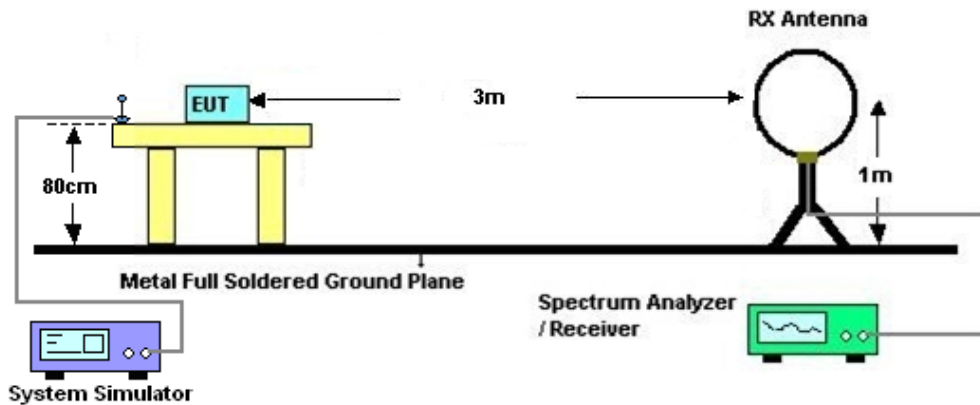 RX Antenna
EUT
3m
80cm
1m
Metal Full Soldered Ground Plane
Spectrum Analyzer
/ Receiver
System Simulator